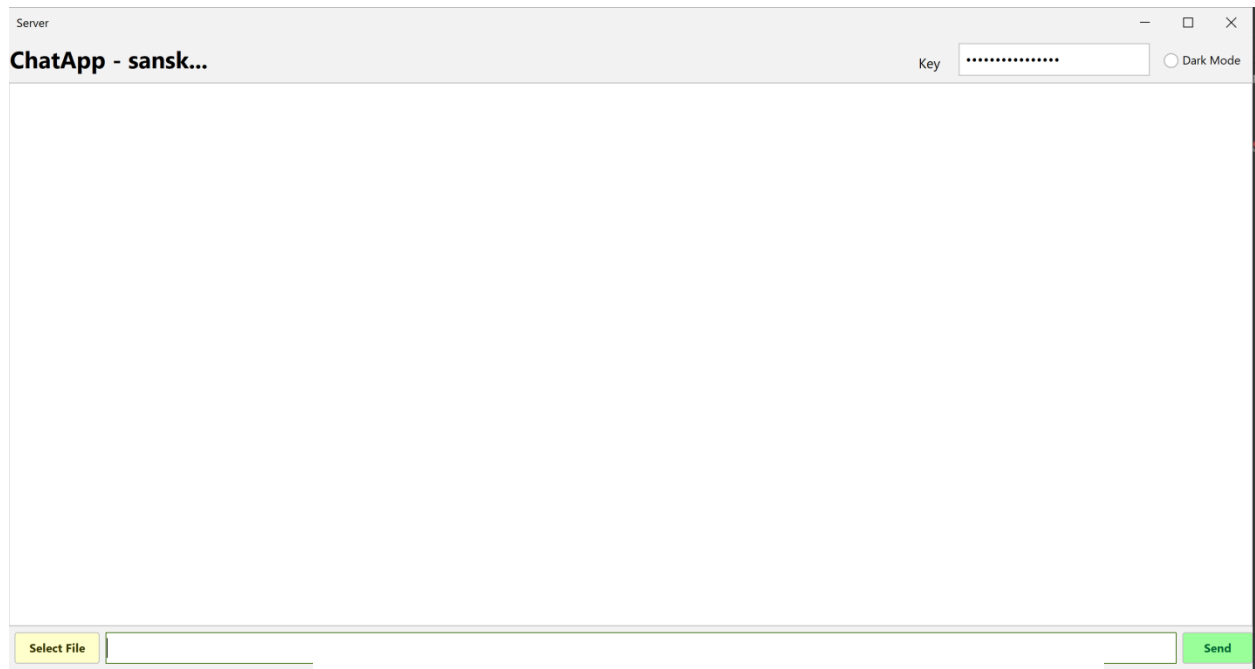 Server
ChatApp - sansk...
Key
••••••••••••••••
Dark Mode
Select File
Send